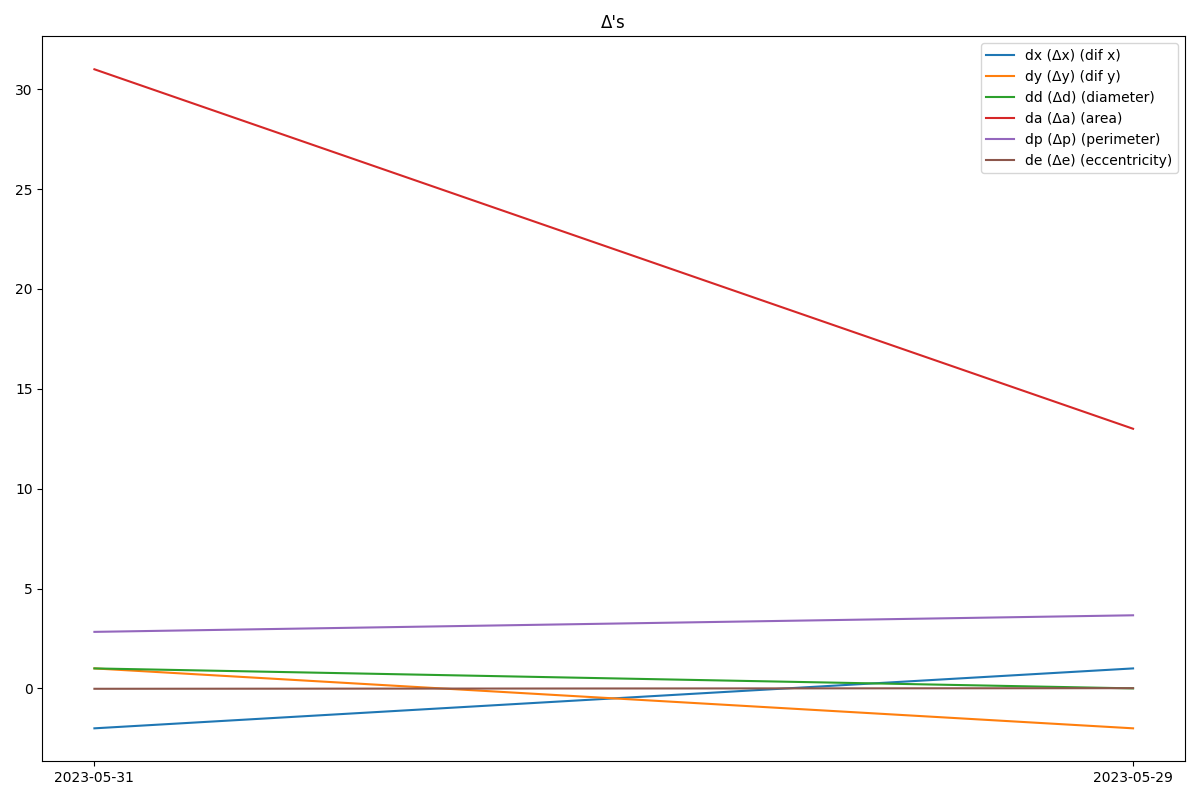 Δ's
dx (Δx) (dif x)
dy (Δy) (dif y)
dd (Δd) (diameter)
da (Δa) (area)
dp (Δp) (perimeter)
de (Δe) (eccentricity)
30
25
20
15
10
5
0
2023-05-31
2023-05-29